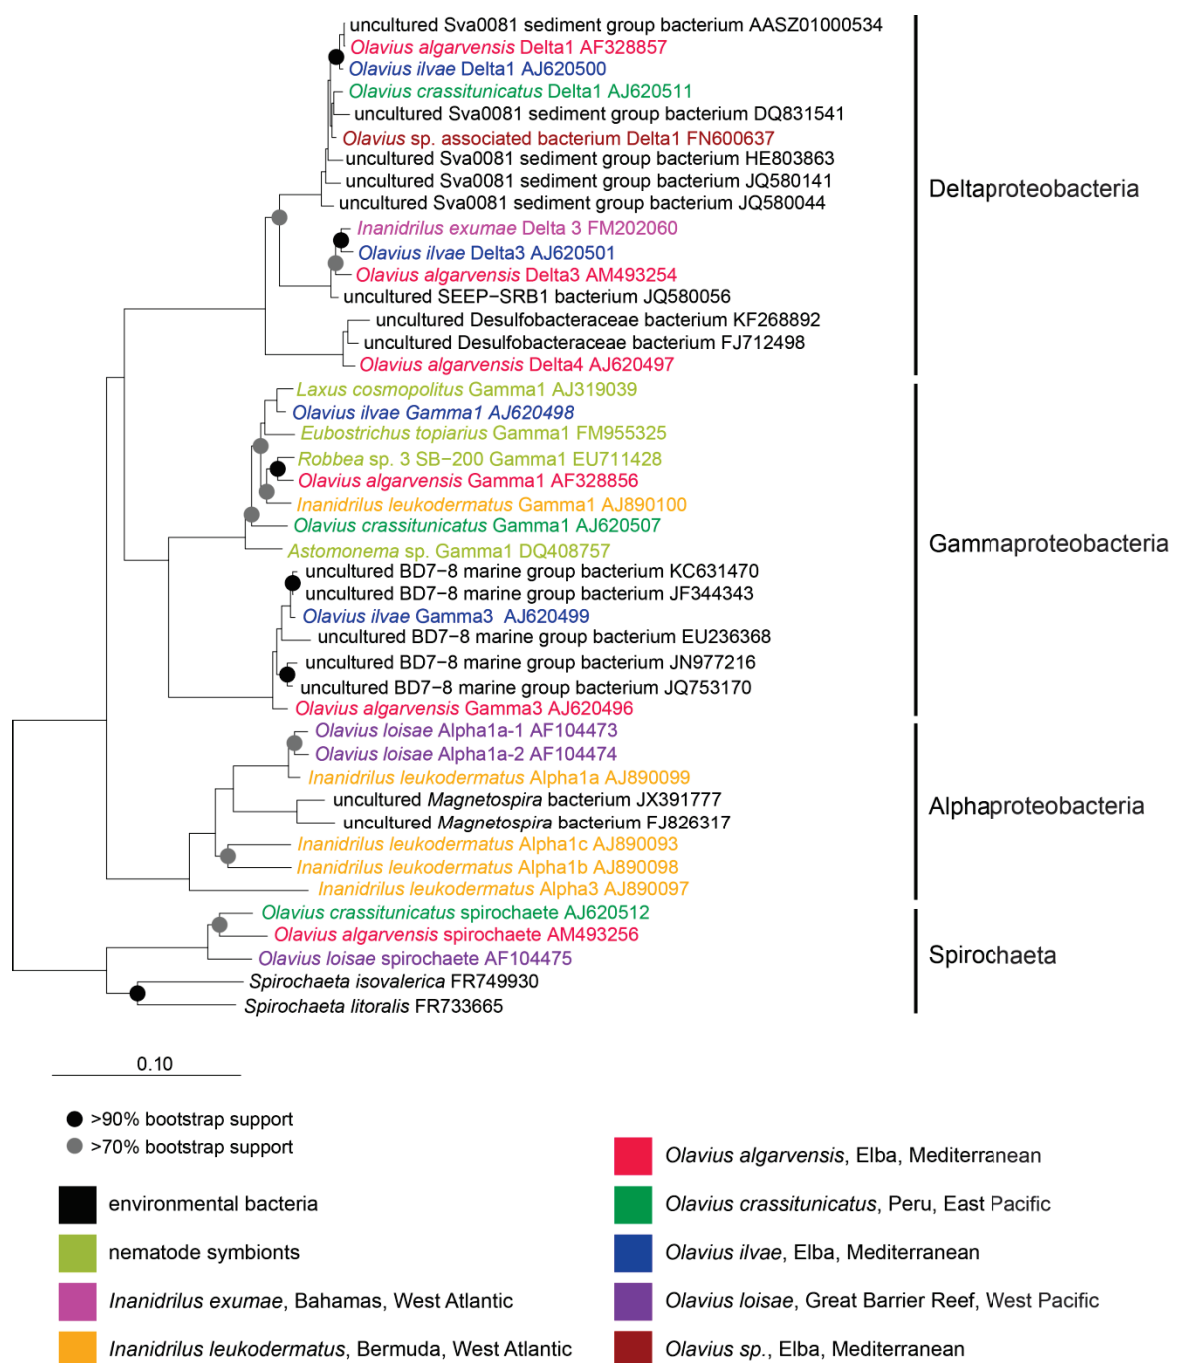 uncultured Sva0081 sediment group bacterium AASZ01000534
Olavius algarvensis Delta1 AF328857
Olavius ilvae Delta1 AJ620500
Olavius crassitunicatus Delta1 AJ620511
uncultured Sva0081 sediment group bacterium DQ831541
Olavius sp. associated bacterium Delta1 FN600637
uncultured Sva0081 sediment group bacterium HE803863
uncultured Sva0081 sediment group bacterium JQ580141
uncultured Sva0081 sediment group bacterium JQ580044
Inanidrilus exumae Delta 3 FM202060
Olavius ilvae Delta3 AJ620501
Olavius algarvensis Delta3 AM493254
uncultured SEEP−SRB1 bacterium JQ580056
uncultured Desulfobacteraceae bacterium KF268892
uncultured Desulfobacteraceae bacterium FJ712498
Olavius algarvensis Delta4 AJ620497
Deltaproteobacteria
Laxus cosmopolitus Gamma1 AJ319039
Olavius ilvae Gamma1 AJ620498
Eubostrichus topiarius Gamma1 FM955325
Robbea sp. 3 SB−200 Gamma1 EU711428
Olavius algarvensis Gamma1 AF328856
Inanidrilus leukodermatus Gamma1 AJ890100
Olavius crassitunicatus Gamma1 AJ620507
Astomonema sp. Gamma1 DQ408757
uncultured BD7−8 marine group bacterium KC631470
uncultured BD7−8 marine group bacterium JF344343
Olavius ilvae Gamma3 AJ620499
uncultured BD7−8 marine group bacterium EU236368
uncultured BD7−8 marine group bacterium JN977216
uncultured BD7−8 marine group bacterium JQ753170
Olavius algarvensis Gamma3 AJ620496
Gammaproteobacteria
Olavius loisae Alpha1a-1 AF104473
Olavius loisae Alpha1a-2 AF104474
Inanidrilus leukodermatus Alpha1a AJ890099
uncultured Magnetospira bacterium JX391777
uncultured Magnetospira bacterium FJ826317
Inanidrilus leukodermatus Alpha1c AJ890093
Inanidrilus leukodermatus Alpha1b AJ890098
Inanidrilus leukodermatus Alpha3 AJ890097
Alphaproteobacteria
Olavius crassitunicatus spirochaete AJ620512
Olavius algarvensis spirochaete AM493256
Olavius loisae spirochaete AF104475
Spirochaeta isovalerica FR749930
Spirochaeta litoralis FR733665
Spirochaeta
0.10
>90% bootstrap support
>70% bootstrap support
environmental bacteria
nematode symbionts
Inanidrilus exumae, Bahamas, West Atlantic
Inanidrilus leukodermatus, Bermuda, West Atlantic
Olavius algarvensis, Elba, Mediterranean
Olavius crassitunicatus, Peru, East Pacific
Olavius ilvae, Elba, Mediterranean
Olavius loisae, Great Barrier Reef, West Pacific
Olavius sp., Elba, Mediterranean